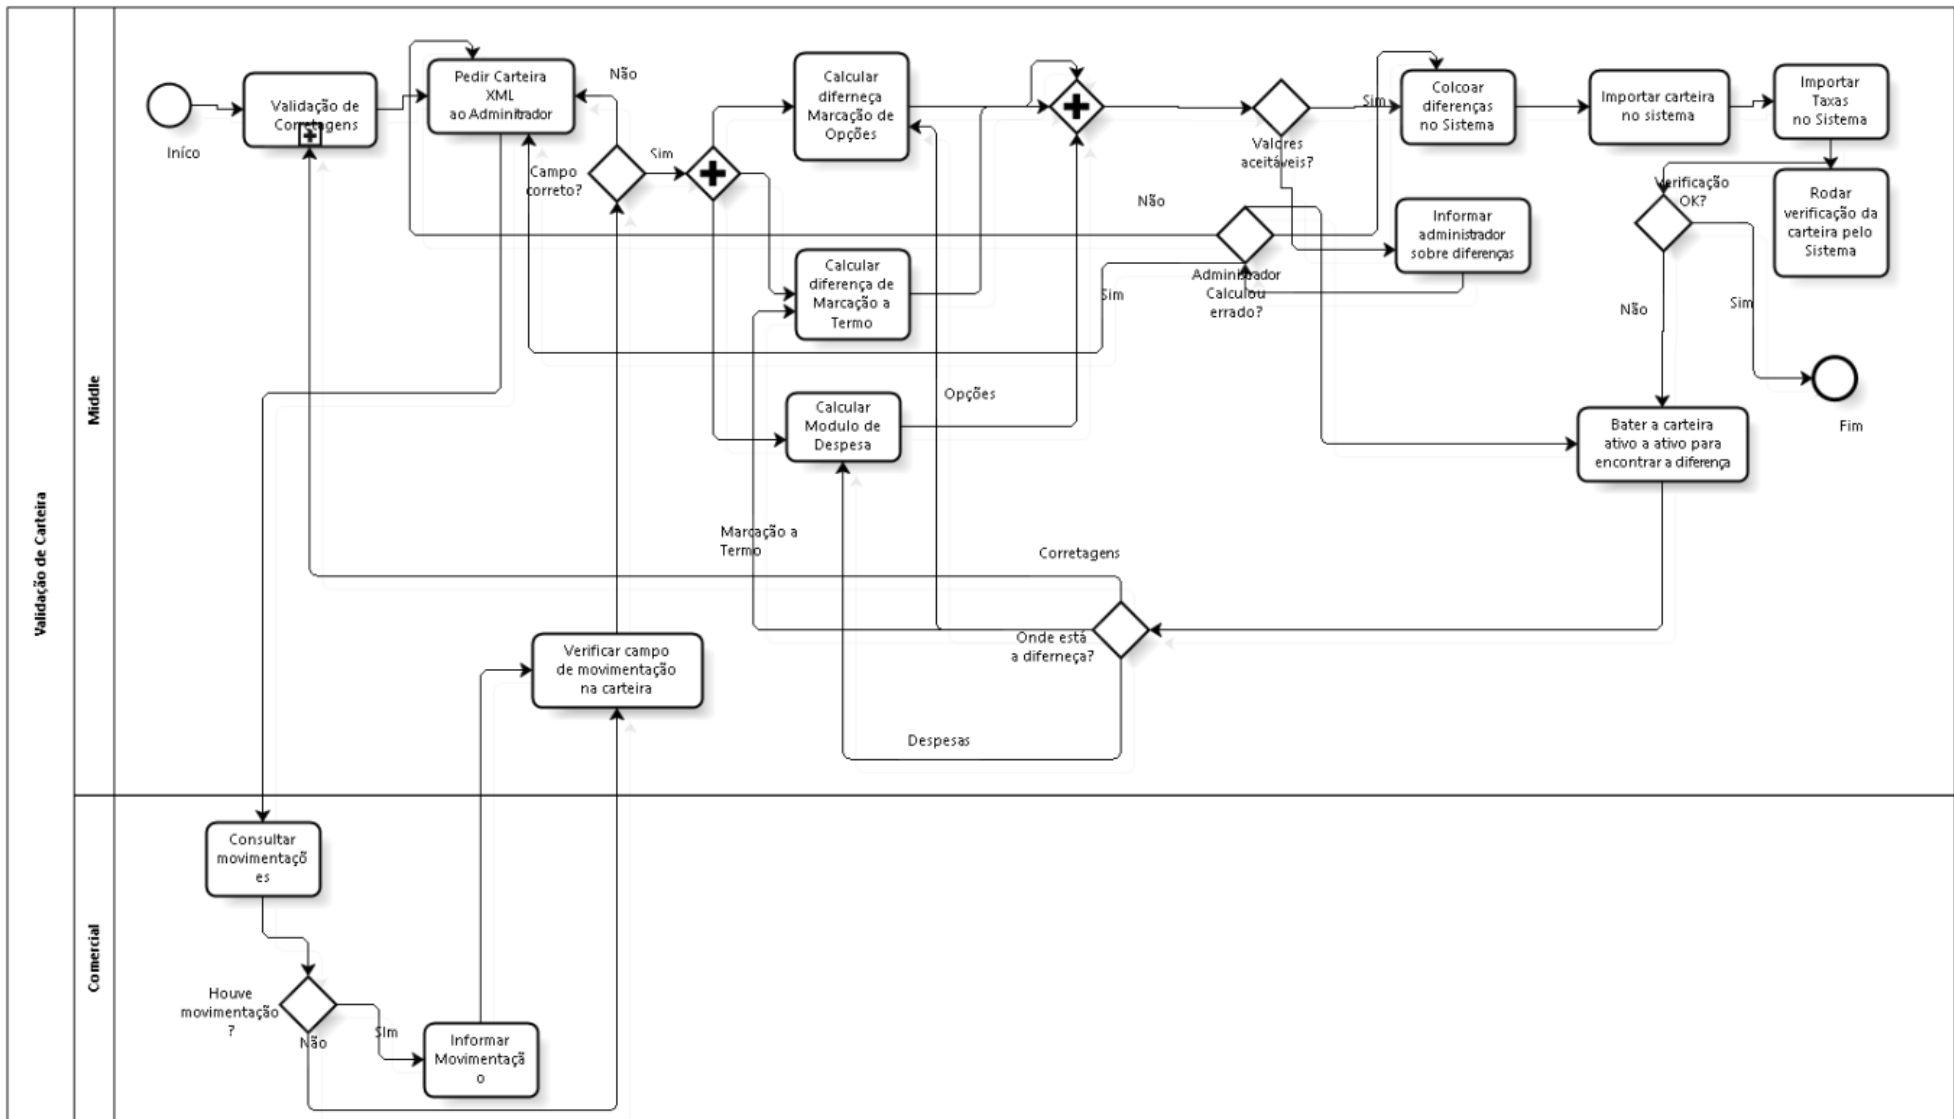 Validação de Carteira
Middle
Comercial
Iníco
Validação de
Corretagens
Pedir Carteira
XML
ao Adminitrador
Não
Campo
correto?
Sim
Calcular
diferneça
Marcação de
Opções
Calcular
diferença de
Marcação a
Termo
Calcular
Modulo de
Despesa
Valores
aceitáveis?
Sim
Não
Colcoar
diferenças
no Sistema
Importar carteira
no sistema
Importar
Taxas
no Sistema
Verificação
OK?
Rodar
verificação da
carteira pelo
Sistema
Informar
administrador
sobre diferenças
Administrador
Calculou
errado?
Sim
Não
Sim
Fim
Opções
Bater a carteira
ativo a ativo para
encontrar a diferença
Marcação a
Termo
Corretagens
Onde está
a diferneça?
Despesas
Verificar campo
de movimentação
na carteira
Consultar
movimentaçõ
es
Houve
movimentação
?
Não
Sim
Informar
Movimentaçã
o